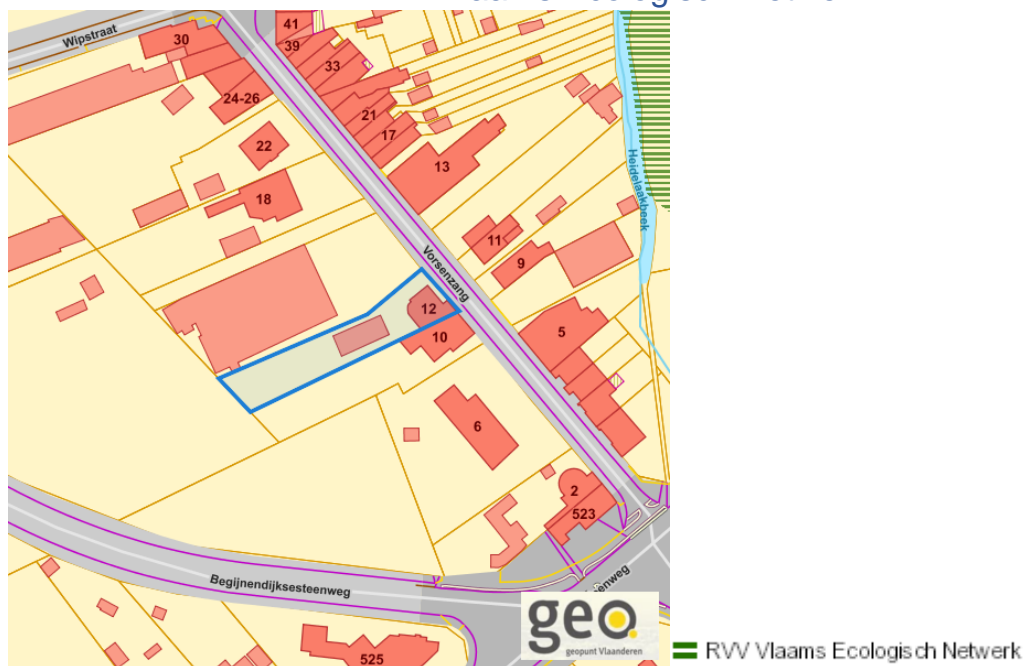 Wipstraat
30
41
39
33
24-26
21
17
22
13
18
Heidelaakbeek
11
9
Vorsenzang
12
10
5
6
2
523
Begijnendijksesteenweg
525
geo
geopunt Vlaanderen
RVV Vlaams Ecologisch Netwerk